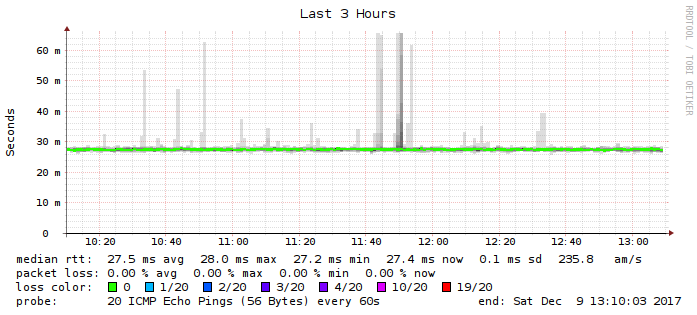 Last 3 Hours
RRDTOOL / TOBI OETIKER
Seconds
60 m
50 m
40 m
30 m
20 m
10 m
0
10:20 10:40 11:00 11:20 11:40 12:00 12:20 12:40 13:00
median rtt: 27.5 ms avg 28.0 ms max 27.2 ms min 27.4 ms now 0.1 ms sd 235.8 am/s
packet loss: 0.00 % avg 0.00 % max 0.00 % min 0.00 % now
loss color: 0 1/20 2/20 3/20 4/20 10/20 19/20
probe: 20 ICMP Echo Pings (56 Bytes) every 60s end: Sat Dec 9 13:10:03 2017